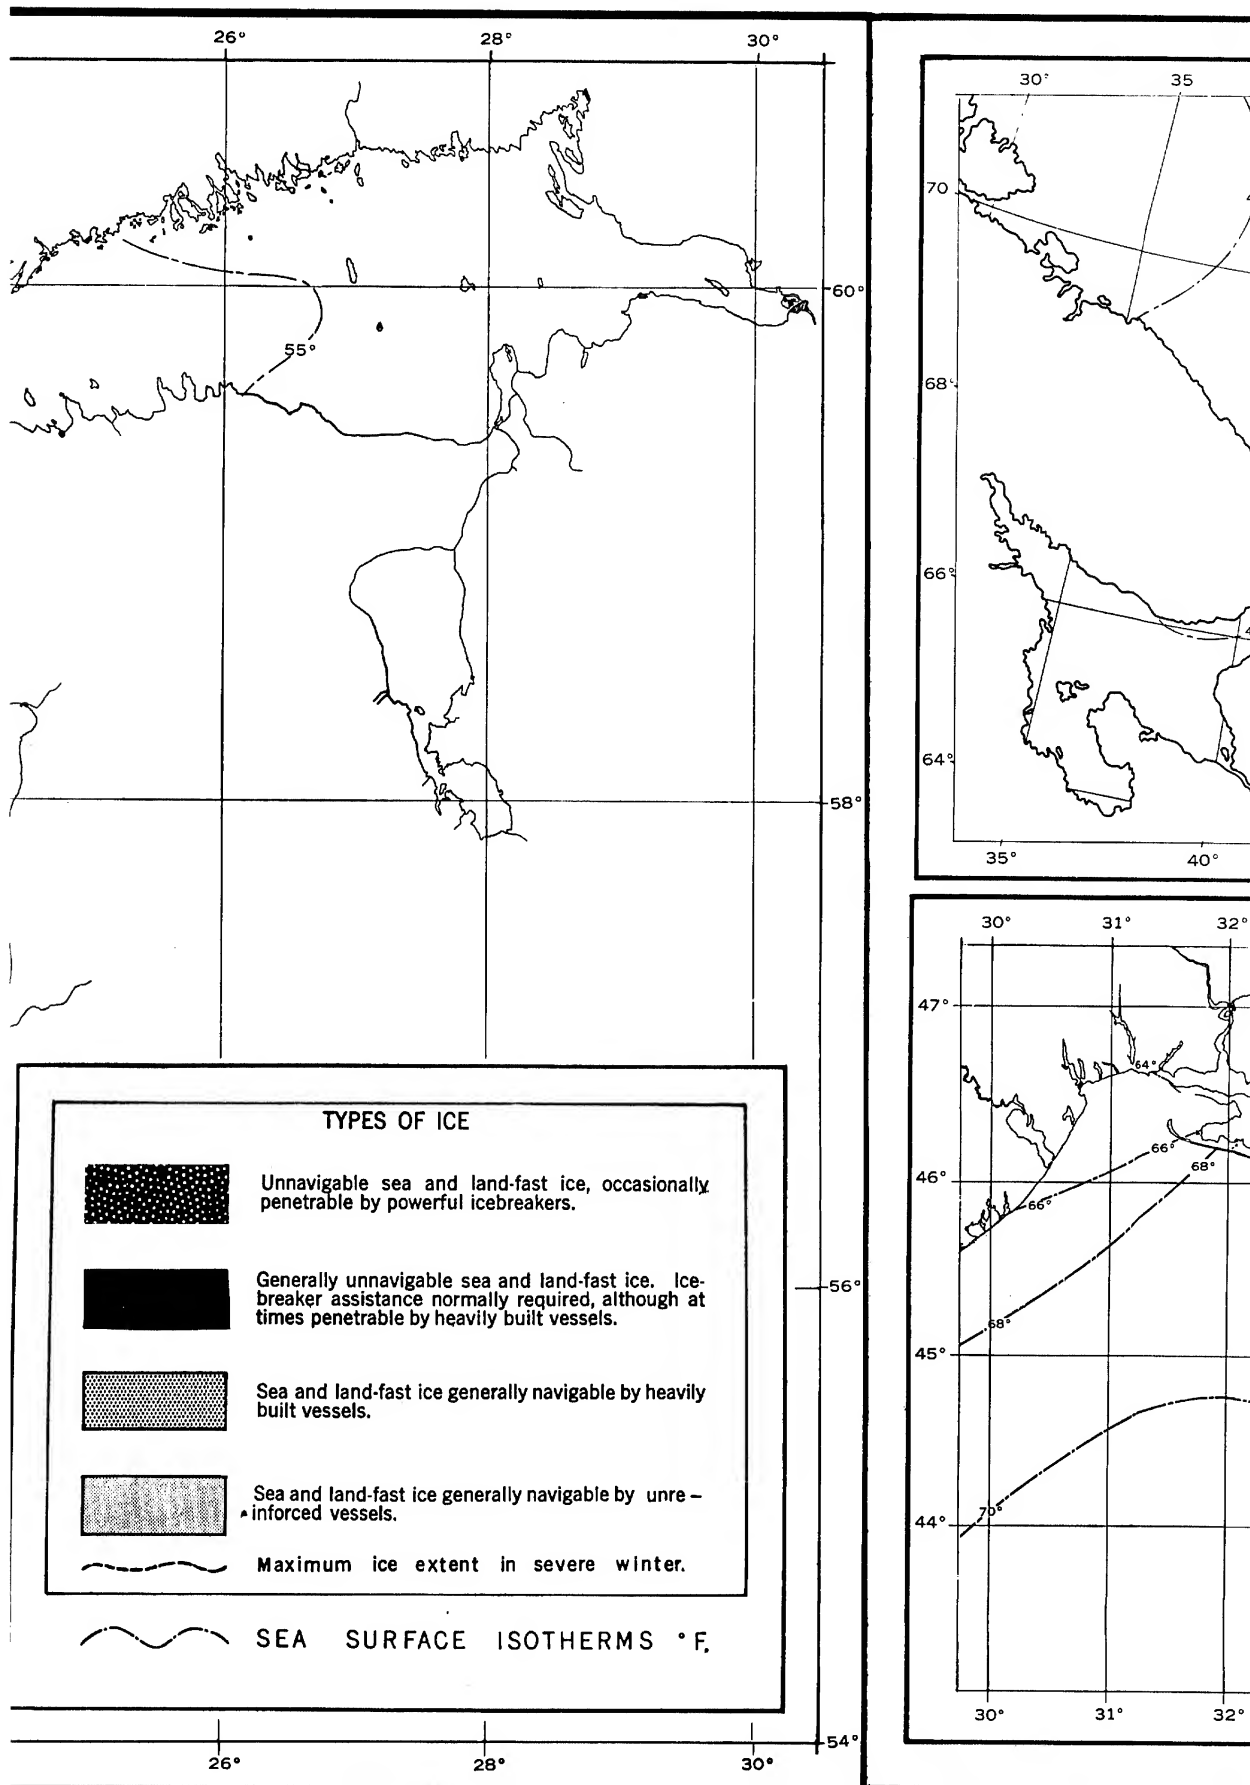 26°
28°
30°
60°
55°
58°
56°
TYPES OF ICE
Unnavigable sea and land-fast ice, occasionally
penetrable by powerful icebreakers.
Generally unnavigable sea and land-fast ice. Ice-
breaker assistance normally required, although at
times penetrable by heavily built vessels.
Sea and land-fast ice generally navigable by heavily
built vessels.
Sea and land-fast ice generally navigable by unre-
inforced vessels.
Maximum ice extent in severe winter.
SEA SURFACE ISOTHERMS °F.
54°
26°
28°
30°
30°
35
70
68°
66°
64°
35°
40°
30°
31°
32°
47°
64°
66°
68°
46°
66°
68°
45°
70°
44°
30°
31°
32°